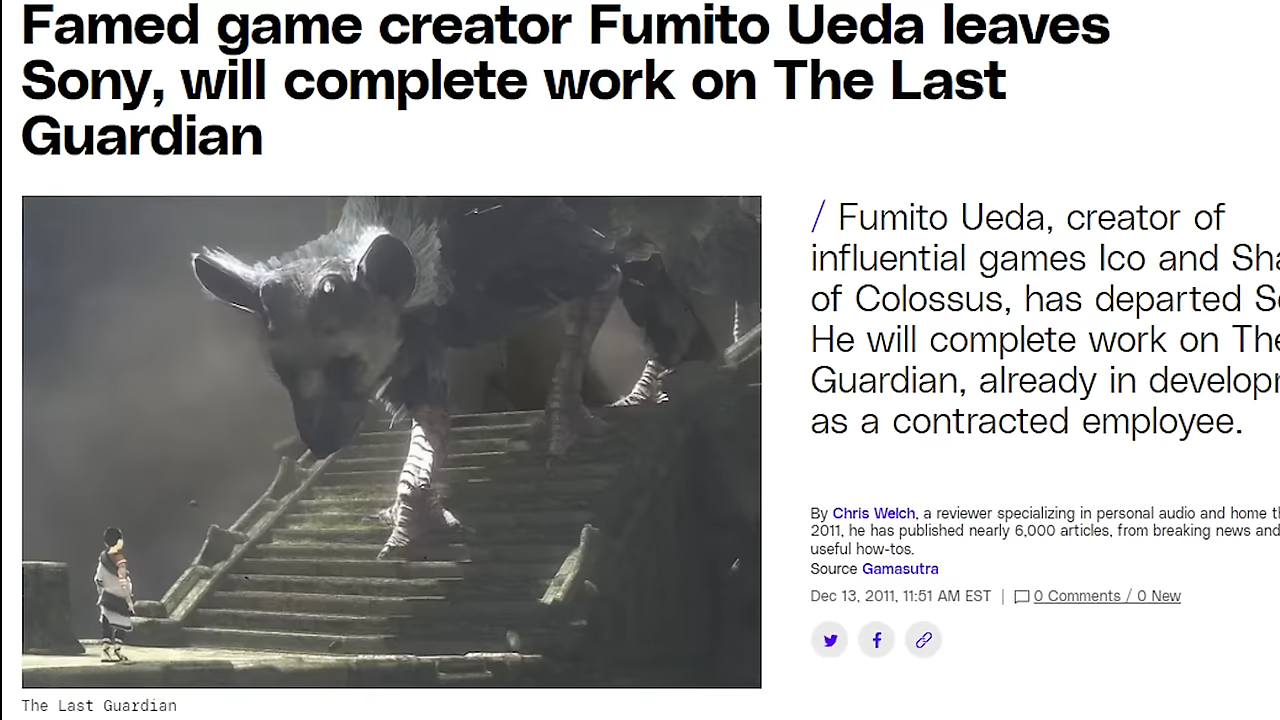 Famed game creator Fumito Ueda leaves
Sony, will complete work on The Last
Guardian
/ Fumito Ueda, creator of
influential games Ico and Sha
of Colossus, has departed S
He will complete work on The
Guardian, already in develop
as a contracted employee.
By Chris Welch, a reviewer specializing in personal audio and home th
2011, he has published nearly 6,000 articles, from breaking news and
useful how-tos.
Source Gamasutra
Dec 13, 2011, 11:51 AM EST | 0 Comments / 0 New
The Last Guardian